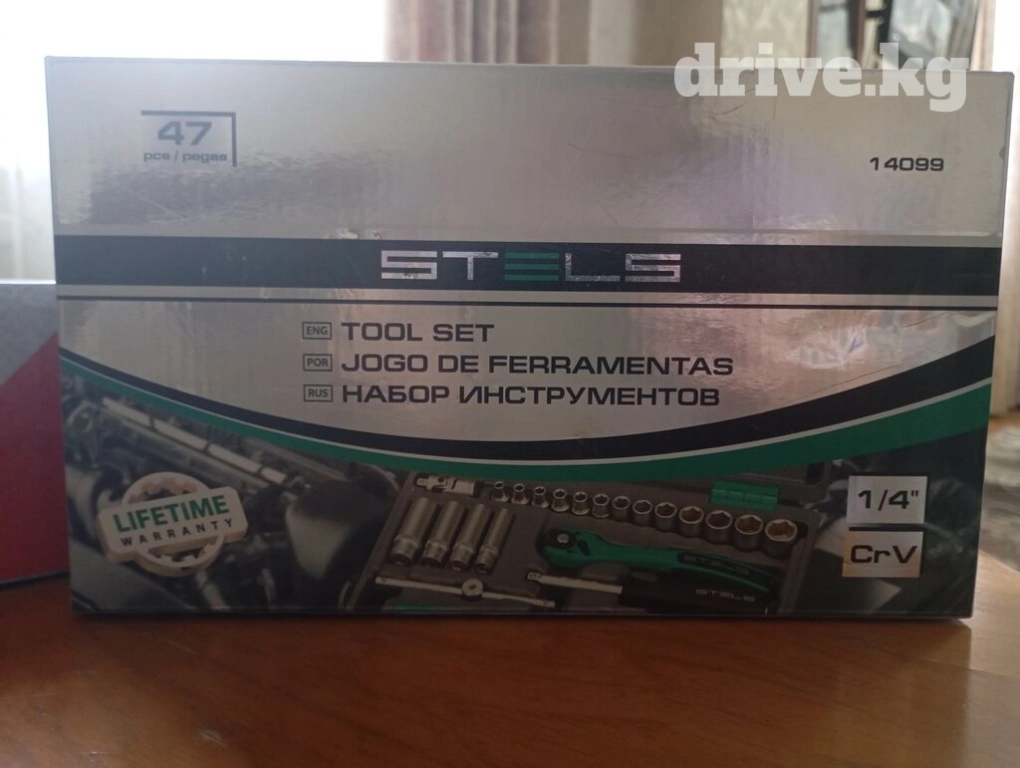 drive.kg
47
pcs / peças
14099
STELS
ENG TOOL SET
POR JOGO DE FERRAMENTAS
RUS НАБОР ИНСТРУМЕНТОВ
LIFETIME
WARRANTY
1/4"
CrV
STELS
STELS